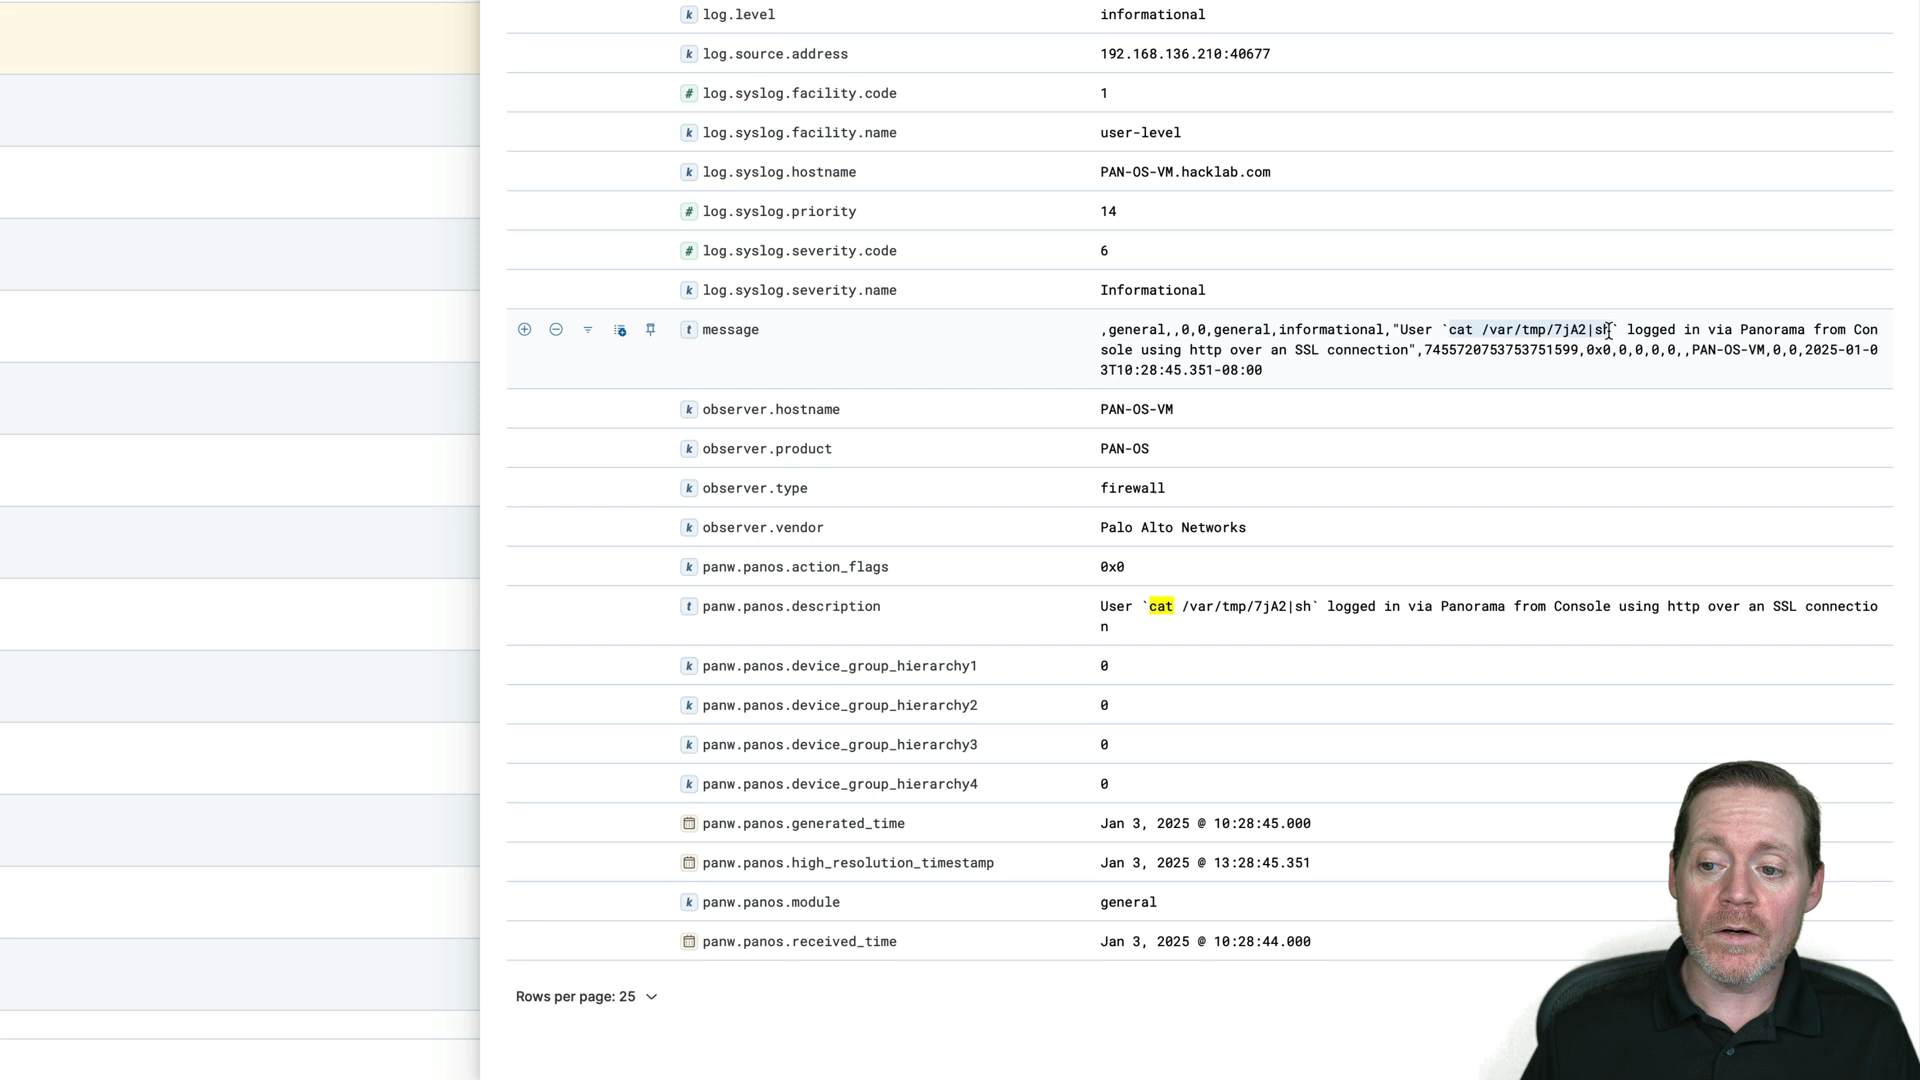 k log.level informational
k log.source.address 192.168.136.210:40677
# log.syslog.facility.code 1
k log.syslog.facility.name user-level
k log.syslog.hostname PAN-OS-VM.hacklab.com
# log.syslog.priority 14
# log.syslog.severity.code 6
k log.syslog.severity.name Informational
t message ,general,,0,0,general,informational,"User `cat /var/tmp/7jA2|sh` logged in via Panorama from Con
sole using http over an SSL connection",7455720753753751599,0x0,0,0,0,0,,PAN-OS-VM,0,0,2025-01-0
3T10:28:45.351-08:00
k observer.hostname PAN-OS-VM
k observer.product PAN-OS
k observer.type firewall
k observer.vendor Palo Alto Networks
k panw.panos.action_flags 0x0
t panw.panos.description User `cat /var/tmp/7jA2|sh` logged in via Panorama from Console using http over an SSL connectio
n
k panw.panos.device_group_hierarchy1 0
k panw.panos.device_group_hierarchy2 0
k panw.panos.device_group_hierarchy3 0
k panw.panos.device_group_hierarchy4 0
panw.panos.generated_time Jan 3, 2025 @ 10:28:45.000
panw.panos.high_resolution_timestamp Jan 3, 2025 @ 13:28:45.351
k panw.panos.module general
panw.panos.received_time Jan 3, 2025 @ 10:28:44.000
Rows per page: 25